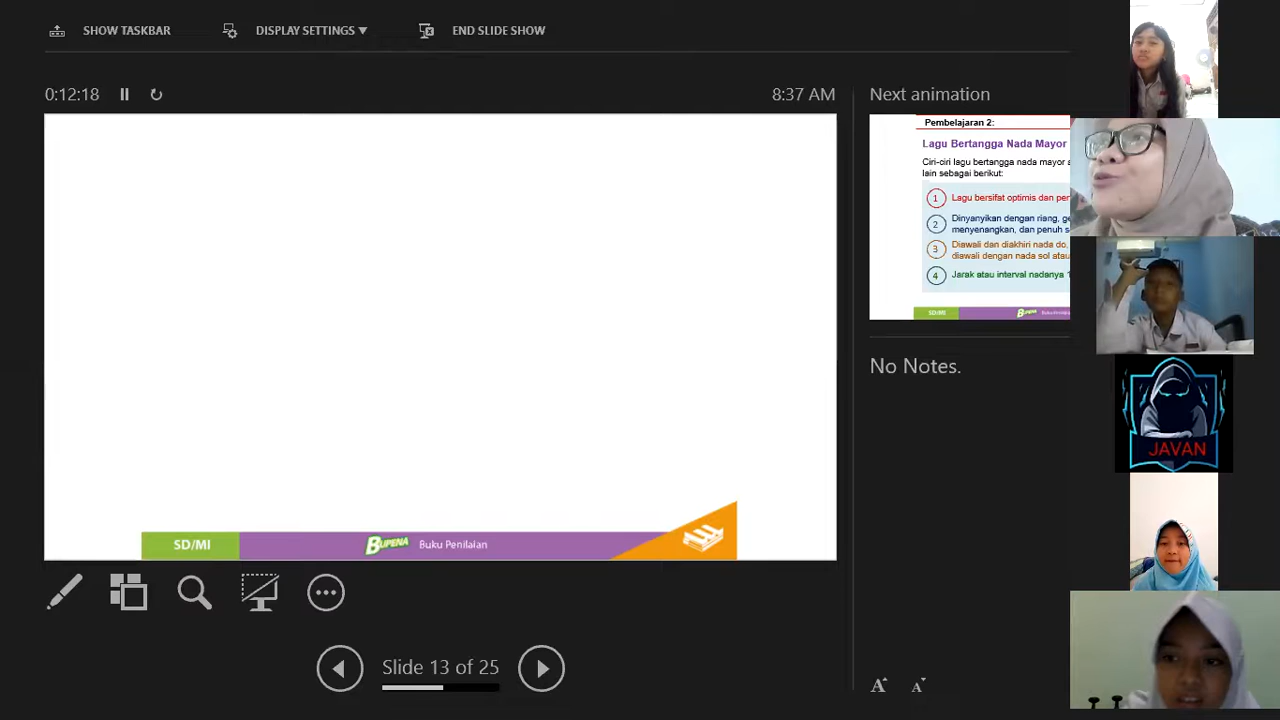 SHOW TASKBAR
DISPLAY SETTINGS
END SLIDE SHOW
0:12:18
8:37 AM
Next animation
Pembelajaran 2:
Lagu Bertangga Nada Mayor
Ciri-ciri lagu bertangga nada mayor
lain sebagai berikut:
1 Lagu bersifat optimis dan
2 Dinyanyikan dengan riang,
menyenangkan, dan penuh
3 Diawali dan diakhiri nada do,
diawali dengan nada sol atau
4 Jarak atau interval nadanya
SD/MI
BUPENA
No Notes.
JAVAN
SD/MI
BUPENA Buku Penilaian
Slide 13 of 25
A A